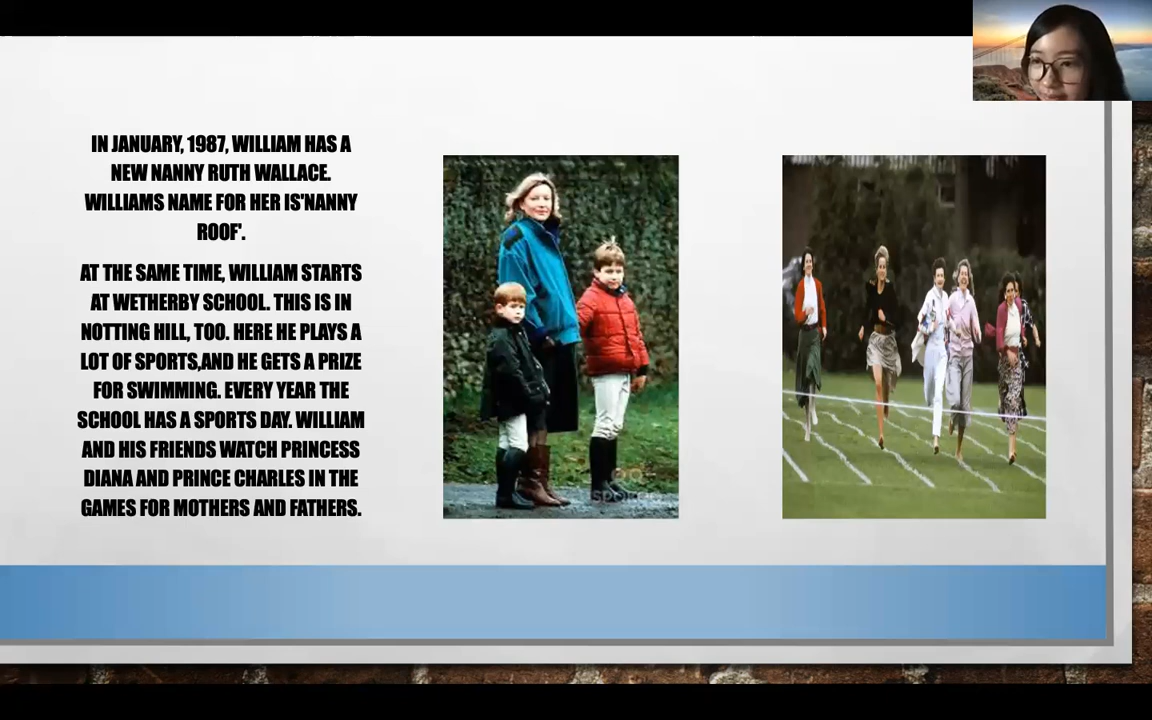 IN JANUARY, 1987, WILLIAM HAS A
NEW NANNY RUTH WALLACE.
WILLIAMS NAME FOR HER IS'NANNY
ROOF'.
AT THE SAME TIME, WILLIAM STARTS
AT WETHERBY SCHOOL. THIS IS IN
NOTTING HILL, TOO. HERE HE PLAYS A
LOT OF SPORTS,AND HE GETS A PRIZE
FOR SWIMMING. EVERY YEAR THE
SCHOOL HAS A SPORTS DAY. WILLIAM
AND HIS FRIENDS WATCH PRINCESS
DIANA AND PRINCE CHARLES IN THE
GAMES FOR MOTHERS AND FATHERS.